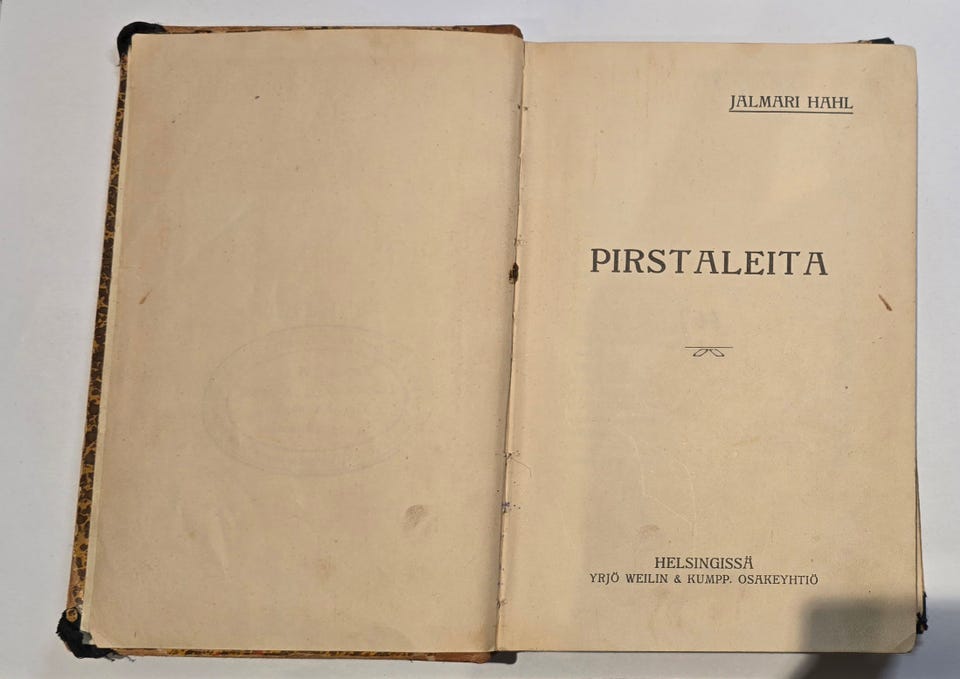 JALMARI HAHL
PIRSTALEITA
HELSINGISSÄ
YRJÖ WEILIN & KUMPP. OSAKEYHTIÖ